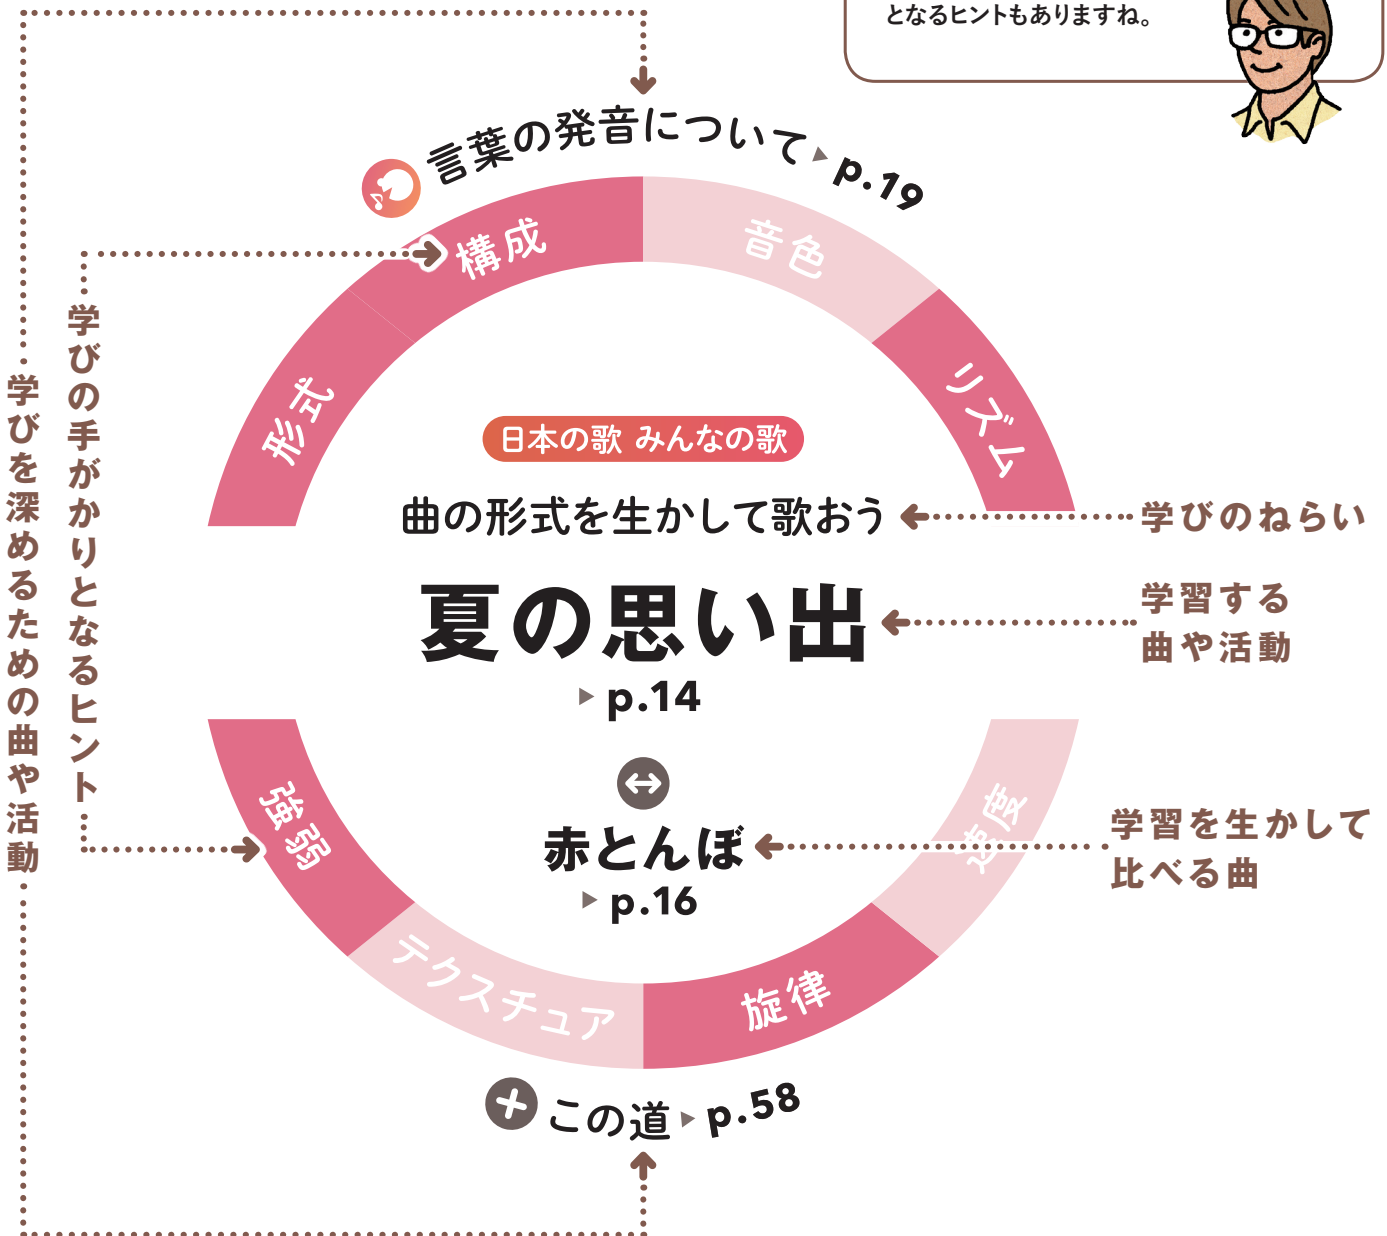 となるヒントもありますね。
言葉の発音について▶p.19
構成
音色
形式
リズム
日本の歌 みんなの歌
曲の形式を生かして歌おう
学びのねらい
夏の思い出
学習する
曲や活動
▶p.14
赤とんぼ
▶p.16
学習を生かして
比べる曲
強弱
速度
テクスチュア
旋律
この道▶p.58
学びの手がかりとなるヒント
学びを深めるための曲や活動